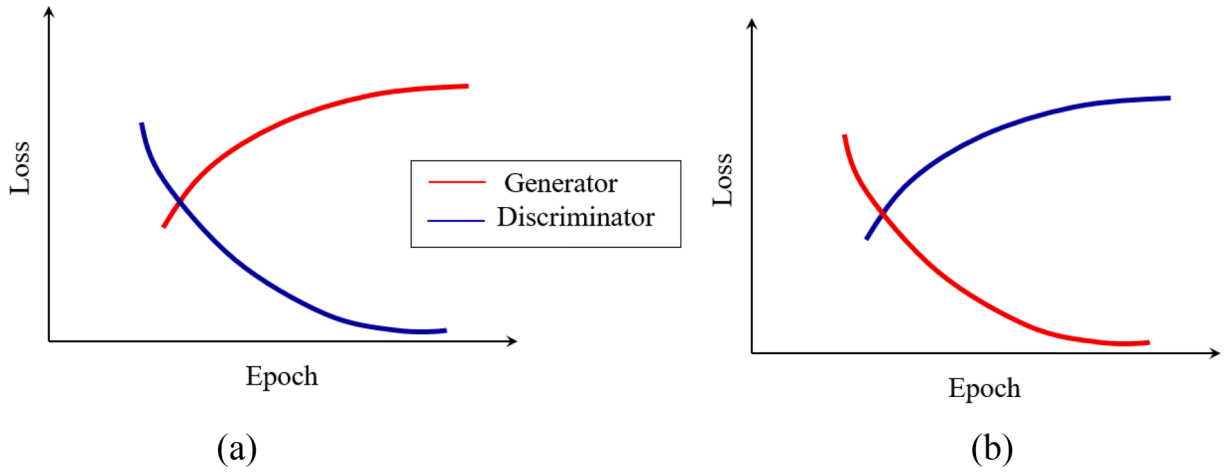 Loss
Epoch
(a)
Generator
Discriminator
Loss
Epoch
(b)